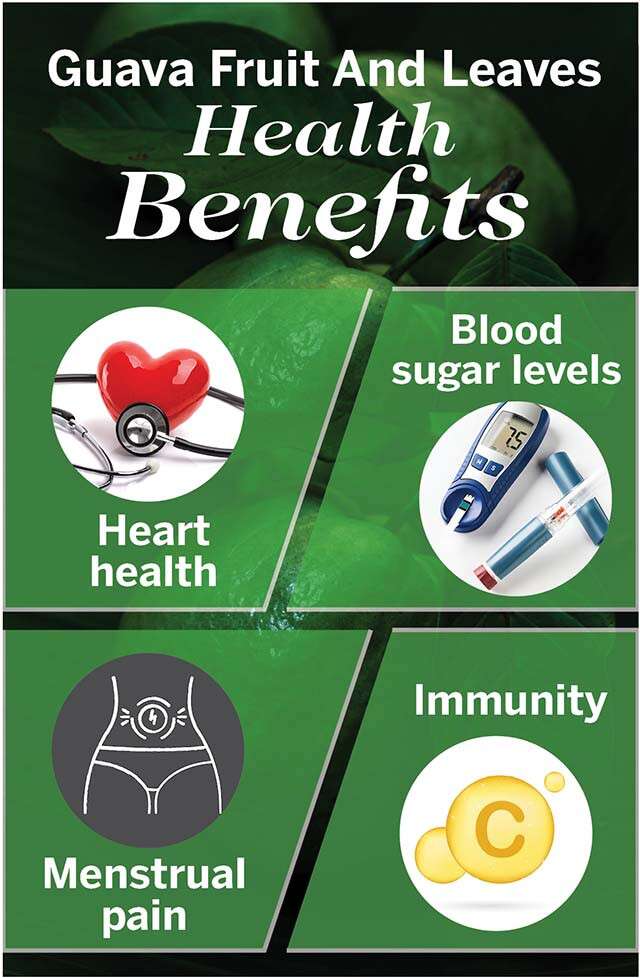 Guava Fruit And Leaves
Health
Benefits
Heart
health
Blood
sugar levels
7.5
M S
Menstrual
pain
Immunity
C